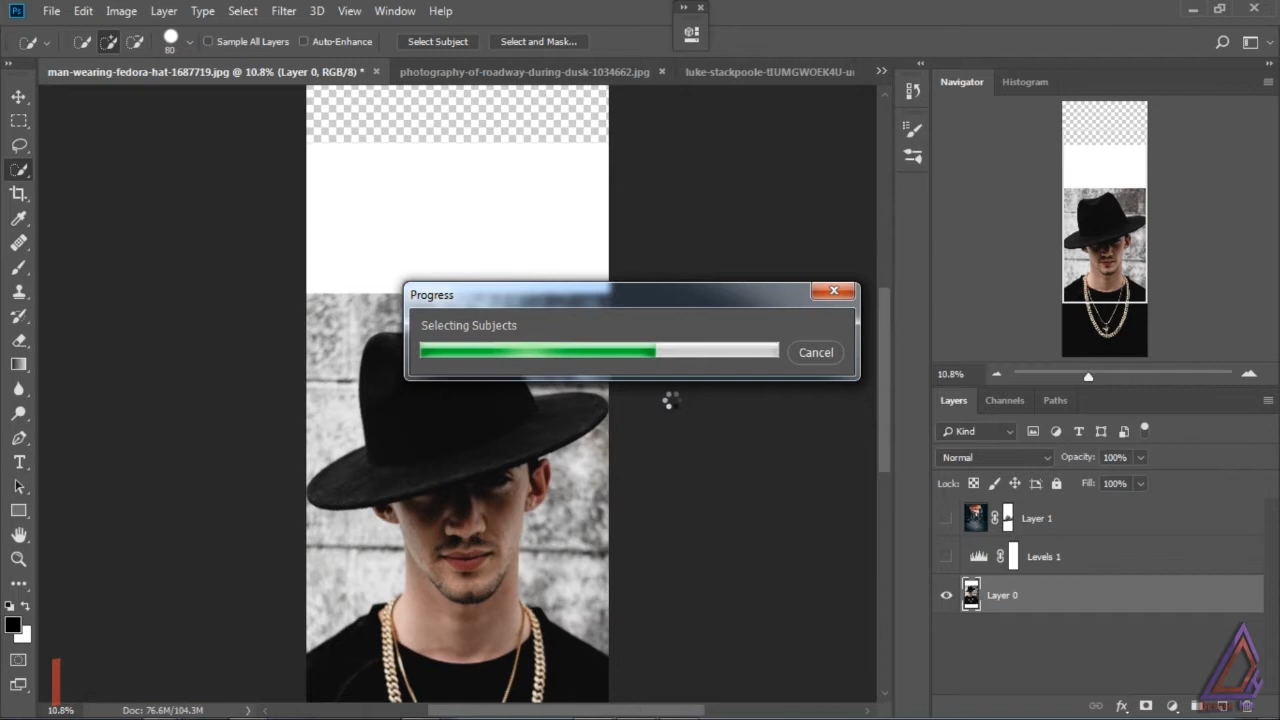 Ps File Edit Image Layer Type Select Filter 3D View Window Help
80 Sample All Layers Auto-Enhance Select Subject Select and Mask...
man-wearing-fedora-hat-1687719.jpg @ 10.8% (Layer 0, RGB/8) * photography-of-roadway-during-dusk-1034662.jpg luke-stackpoole-tIUMGWOEK4U-un
Navigator Histogram
Progress
Selecting Subjects
Cancel
10.8%
Layers Channels Paths
Kind
Normal Opacity: 100%
Lock: Fill: 100%
Layer 1
Levels 1
Layer 0
10.8% Doc: 76.6M/104.3M